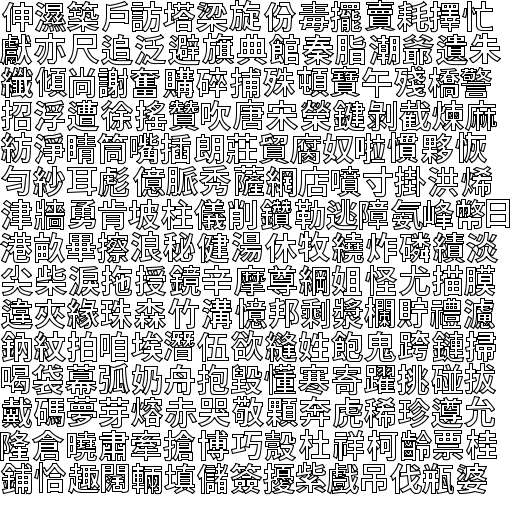 伸濕築戶訪塔梁旋份毒擺賣耗擇忙
獻亦尺追泛避旗典館秦脂潮爺遺朱
纖傾尚謝奮購碎捕殊頓寶午殘橋警
招浮遭徐搖贊吹唐宋榮鍵剝截煉麻
紡淨睛筒嘴插朗莊貿腐奴啦慣夥恢
勻紗耳彪億脈秀薩網店噴寸掛洪烯
津牆勇肯坡柱儀削鑽勒逃障氨峰幣曰
港畝畢擦浪秘健湯休牧繞炸磷績淡
尖柴淚拖授鏡辛摩尊綱姐怪尤描膜
違夾緣珠森竹溝憶邦剩漿欄貯禮濾
鈉紋拍咱埃潛伍欲縫姓飽鬼跨鏈掃
喝袋幕弧奶舟抱毀懂寒寄躍挑碰拔
戴碼夢芽熔赤哭敬顆奔虎稀珍遵允
隆倉曉肅牽搶博巧殼杜祥柯齡票桂
鋪恰趣闊輛填儲簽擾紫戲吊伐瓶婆